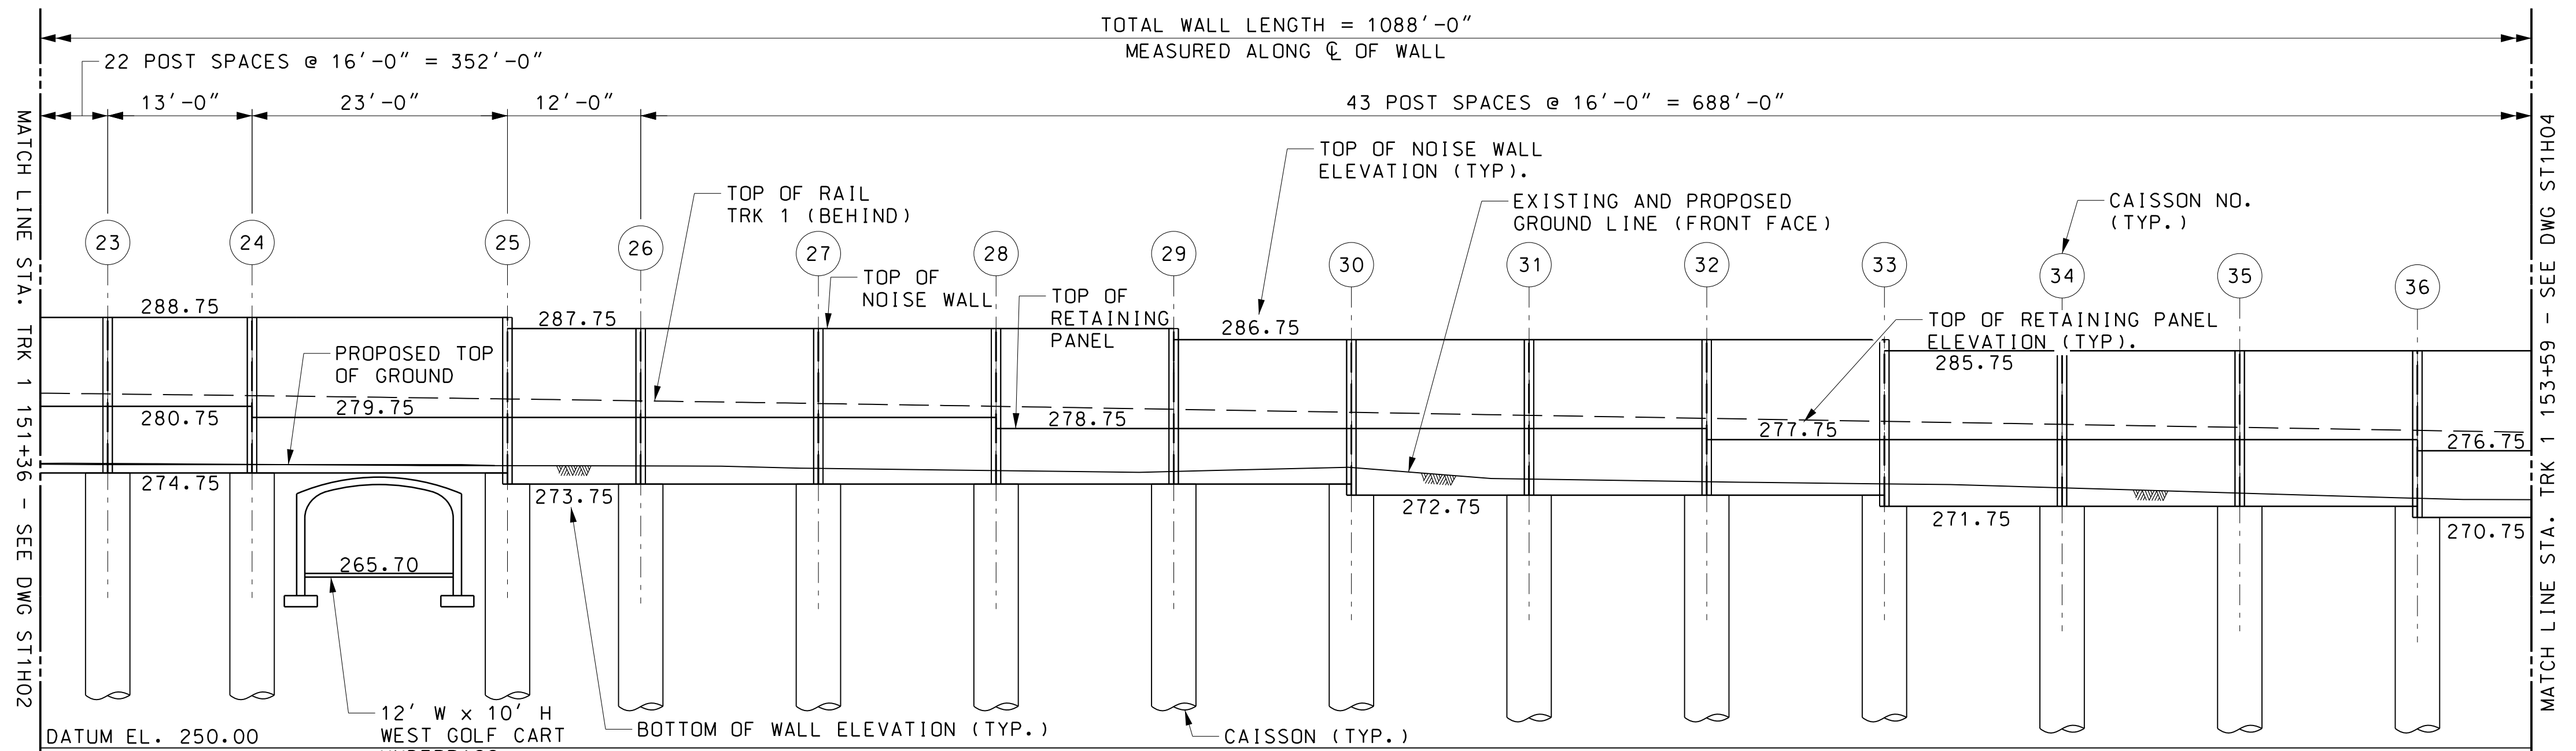 TOTAL WALL LENGTH = 1088'-0"
MEASURED ALONG ℄ OF WALL
22 POST SPACES @ 16'-0" = 352'-0"
13'-0"
23'-0"
12'-0"
43 POST SPACES @ 16'-0" = 688'-0"
MATCH LINE STA. TRK 1 151+36 - SEE DWG ST1H02
TOP OF NOISE WALL
ELEVATION (TYP).
TOP OF RAIL
TRK 1 (BEHIND)
EXISTING AND PROPOSED
GROUND LINE (FRONT FACE)
CAISSON NO.
(TYP.)
23
24
25
26
27
28
29
30
31
32
33
34
35
36
TOP OF
NOISE WALL
TOP OF
RETAINING
PANEL
288.75
287.75
286.75
TOP OF RETAINING PANEL
ELEVATION (TYP).
285.75
PROPOSED TOP
OF GROUND
280.75
279.75
278.75
277.75
276.75
274.75
273.75
272.75
271.75
270.75
265.70
12' W x 10' H
WEST GOLF CART
BOTTOM OF WALL ELEVATION (TYP.)
CAISSON (TYP.)
DATUM EL. 250.00
MATCH LINE STA. TRK 1 153+59 - SEE DWG ST1H04